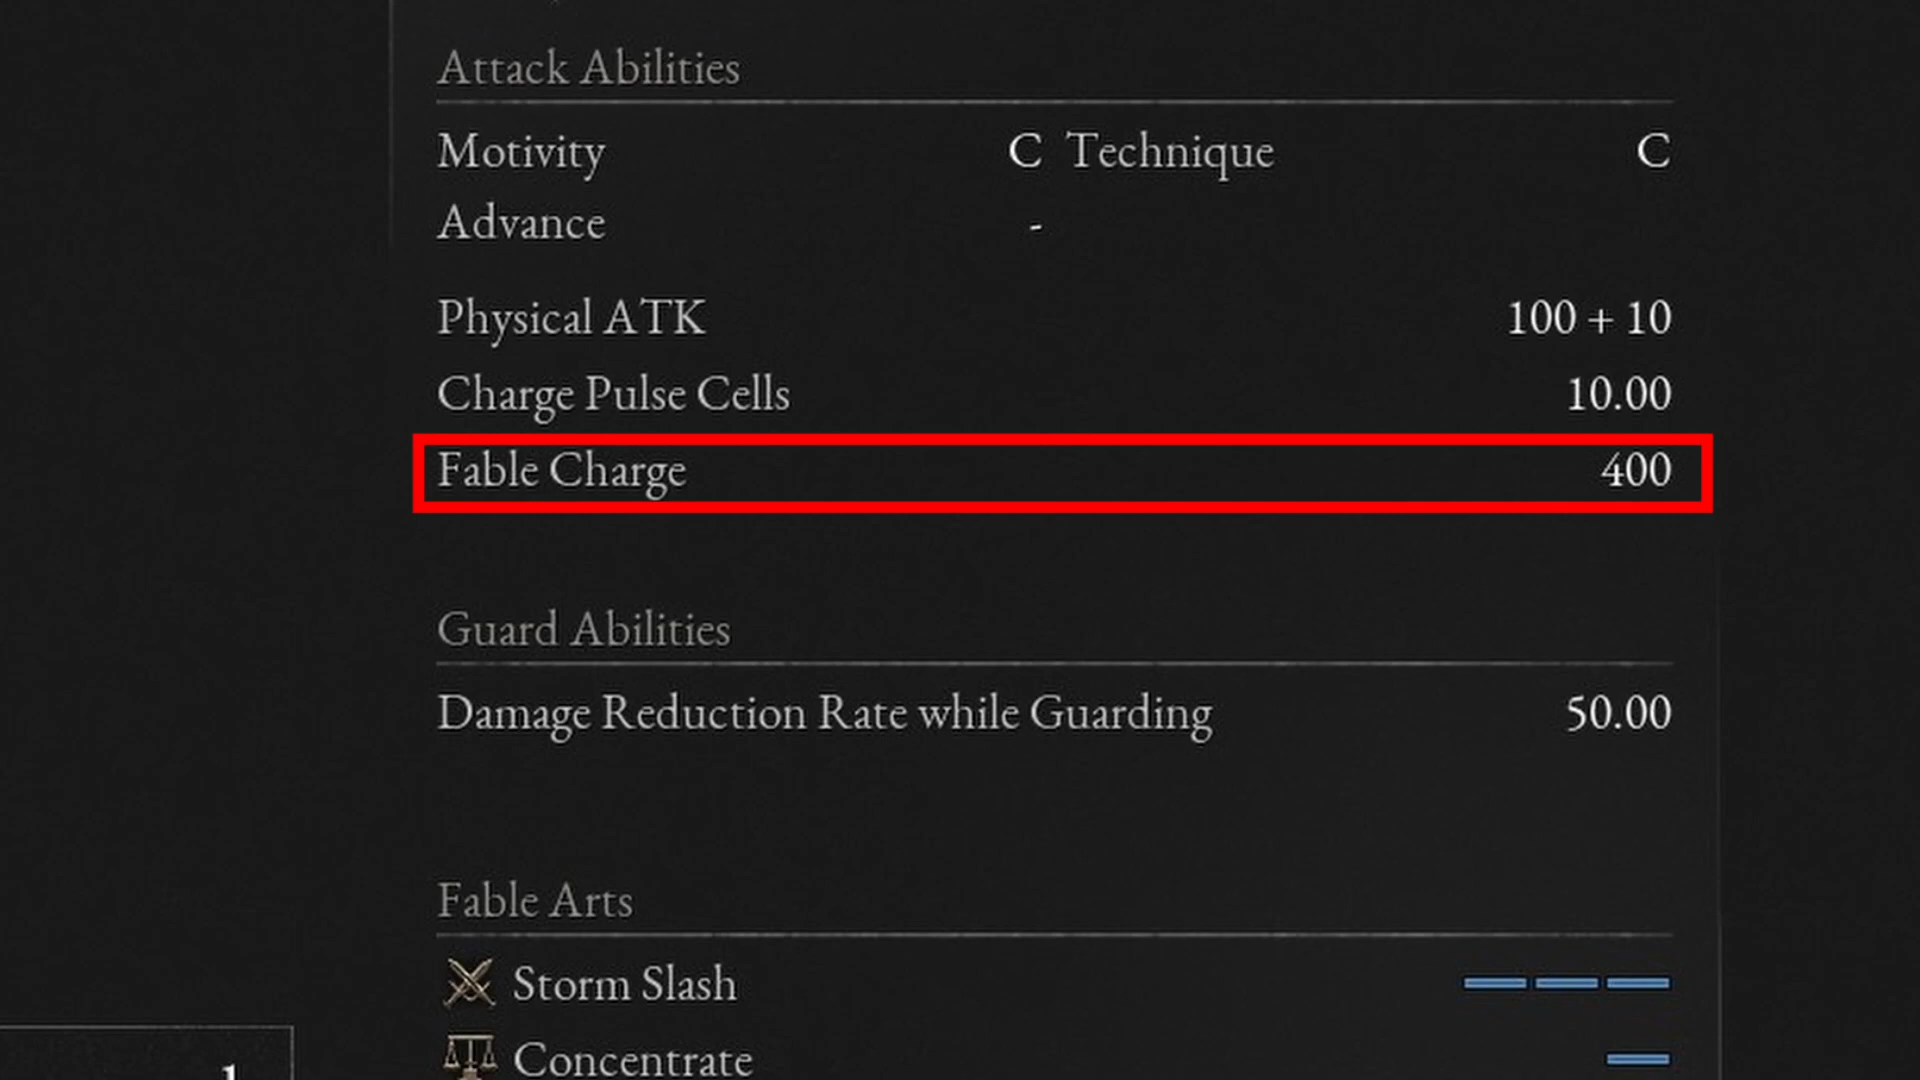 Attack Abilities
Motivity C Technique C
Advance -
Physical ATK 100 + 10
Charge Pulse Cells 10.00
Fable Charge 400
Guard Abilities
Damage Reduction Rate while Guarding 50.00
Fable Arts
Storm Slash
Concentrate